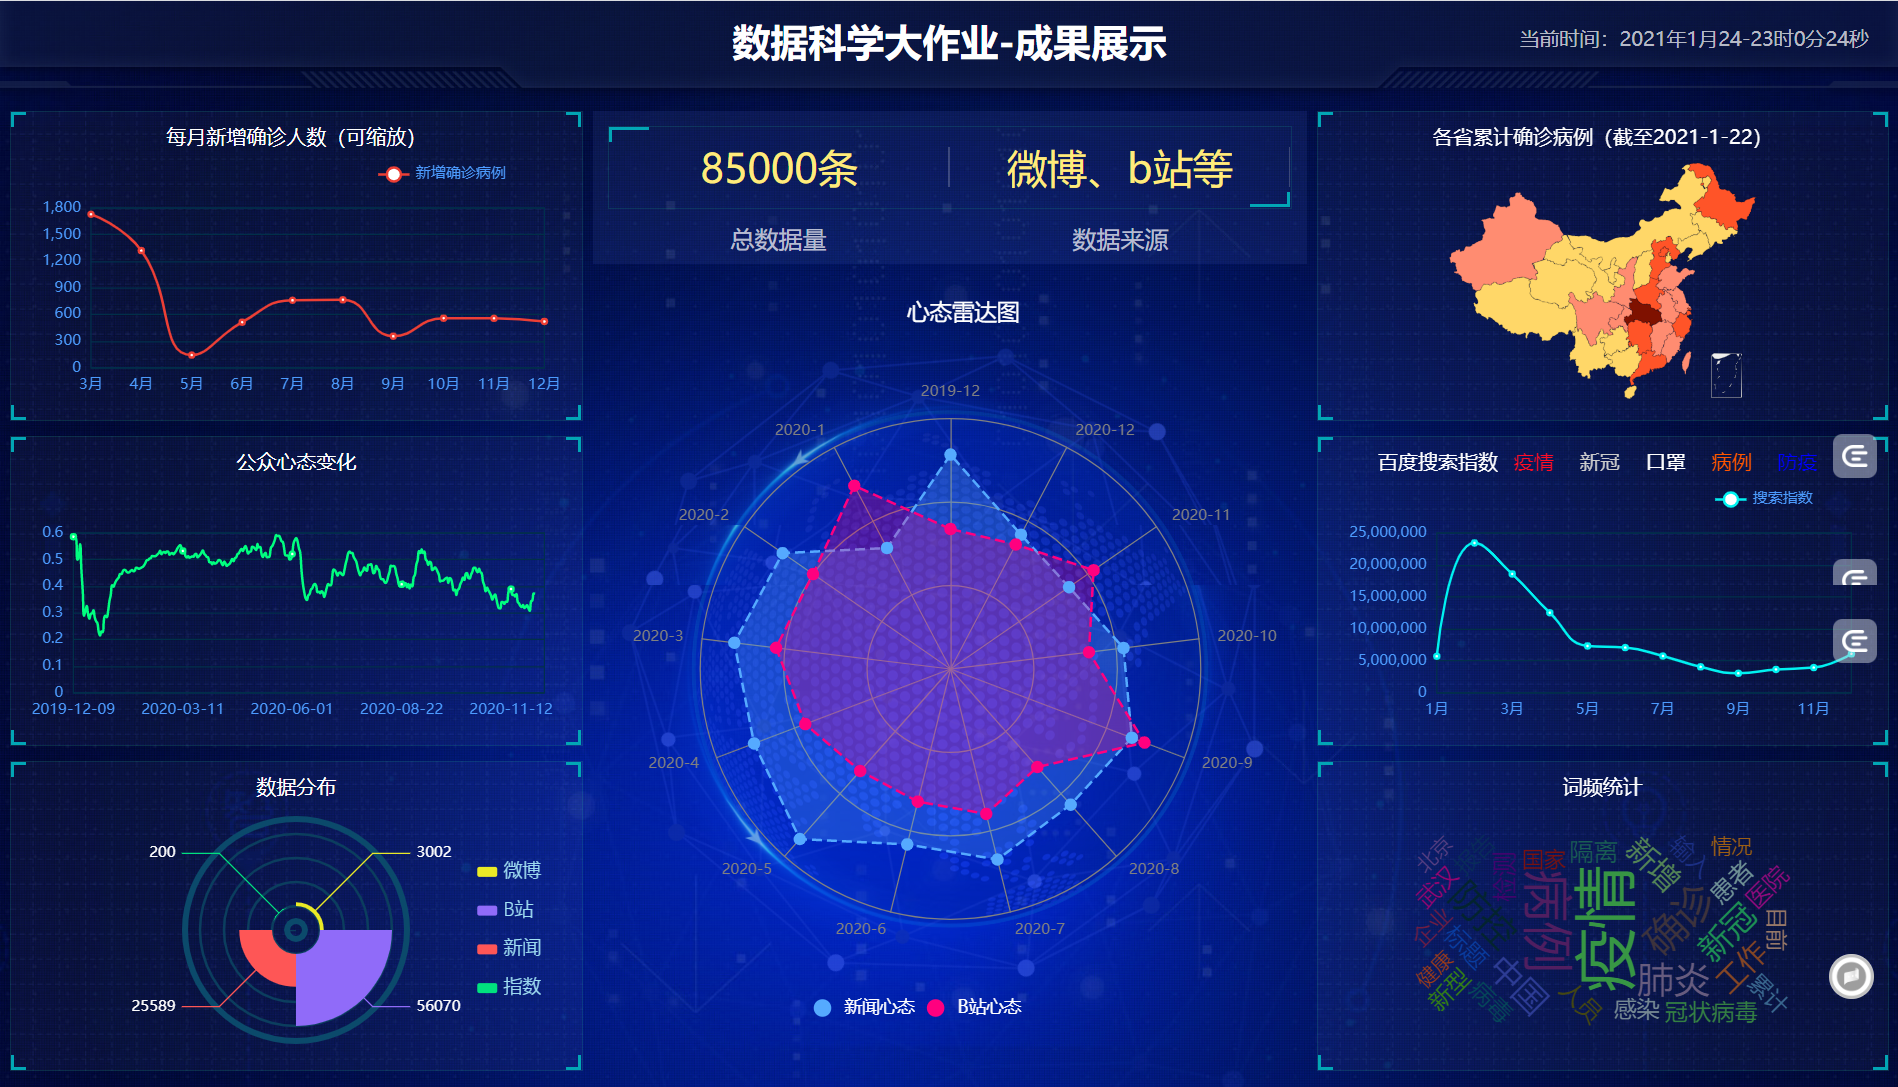 数据科学大作业-成果展示
当前时间：2021年1月24-23时0分24秒
每月新增确诊人数（可缩放）
新增确诊病例
1,800
1,500
1,200
900
600
300
0
3月 4月 5月 6月 7月 8月 9月 10月 11月 12月
公众心态变化
0.6
0.5
0.4
0.3
0.2
0.1
0
2019-12-09 2020-03-11 2020-06-01 2020-08-22 2020-11-12
数据分布
200
3002
25589
56070
微博
B站
新闻
指数
85000条
微博、b站等
总数据量
数据来源
心态雷达图
2019-12
2020-1
2020-12
2020-2
2020-11
2020-3
2020-10
2020-4
2020-9
2020-5
2020-8
2020-6
2020-7
新闻心态 B站心态
各省累计确诊病例（截至2021-1-22）
百度搜索指数 疫情 新冠 口罩 病例 防疫
搜索指数
25,000,000
20,000,000
15,000,000
10,000,000
5,000,000
0
1月 3月 5月 7月 9月 11月
词频统计
北京
国家
隔离
新增
输入
情况
武汉
患者
医院
病例
疫情
确诊
新冠
目前
企业
标题
健康
新型
病毒
中国
人员
肺炎
工作
累计
感染
冠状病毒